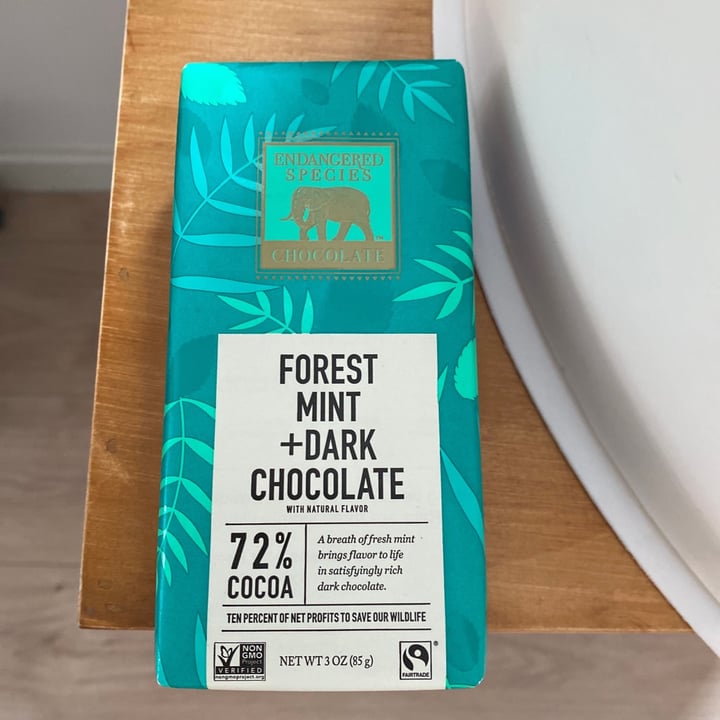 ENDANGERED
SPECIES
™
CHOCOLATE
FOREST
MINT
+DARK
CHOCOLATE
WITH NATURAL FLAVOR
72%
COCOA
A breath of fresh mint
brings flavor to life
in satisfyingly rich
dark chocolate.
TEN PERCENT OF NET PROFITS TO SAVE OUR WILDLIFE
NON
GMO
Project
VERIFIED
nongmoproject.org
NET WT 3 OZ (85 g)
®
FAIRTRADE